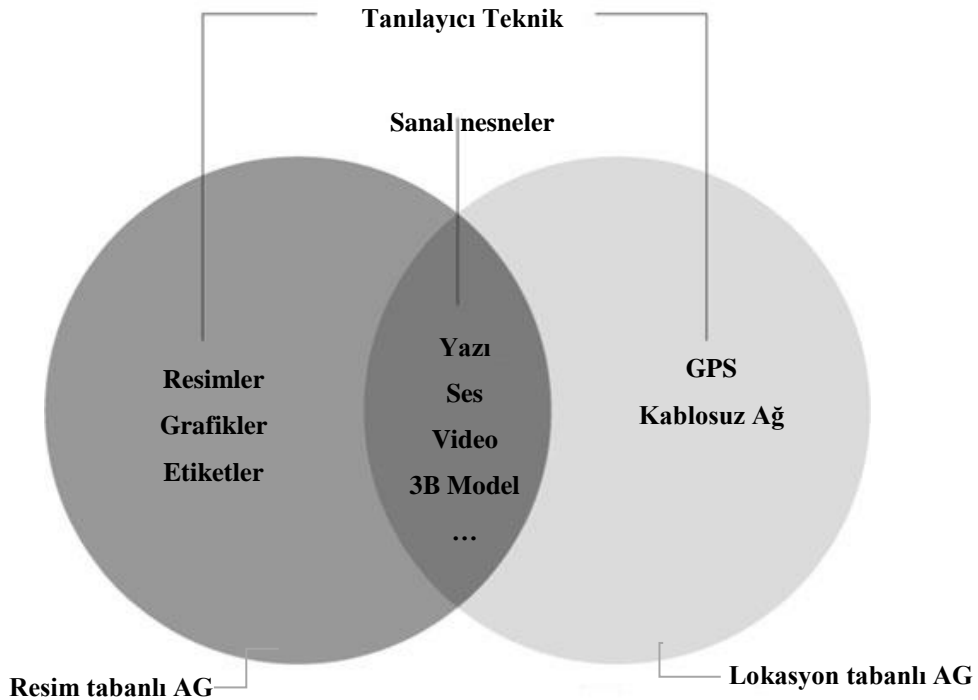 Tanılayıcı Teknik
Sanal nesneler
Resimler
Grafikler
Etiketler
Yazı
Ses
Video
3B Model
…
GPS
Kablosuz Ağ
Resim tabanlı AG
Lokasyon tabanlı AG